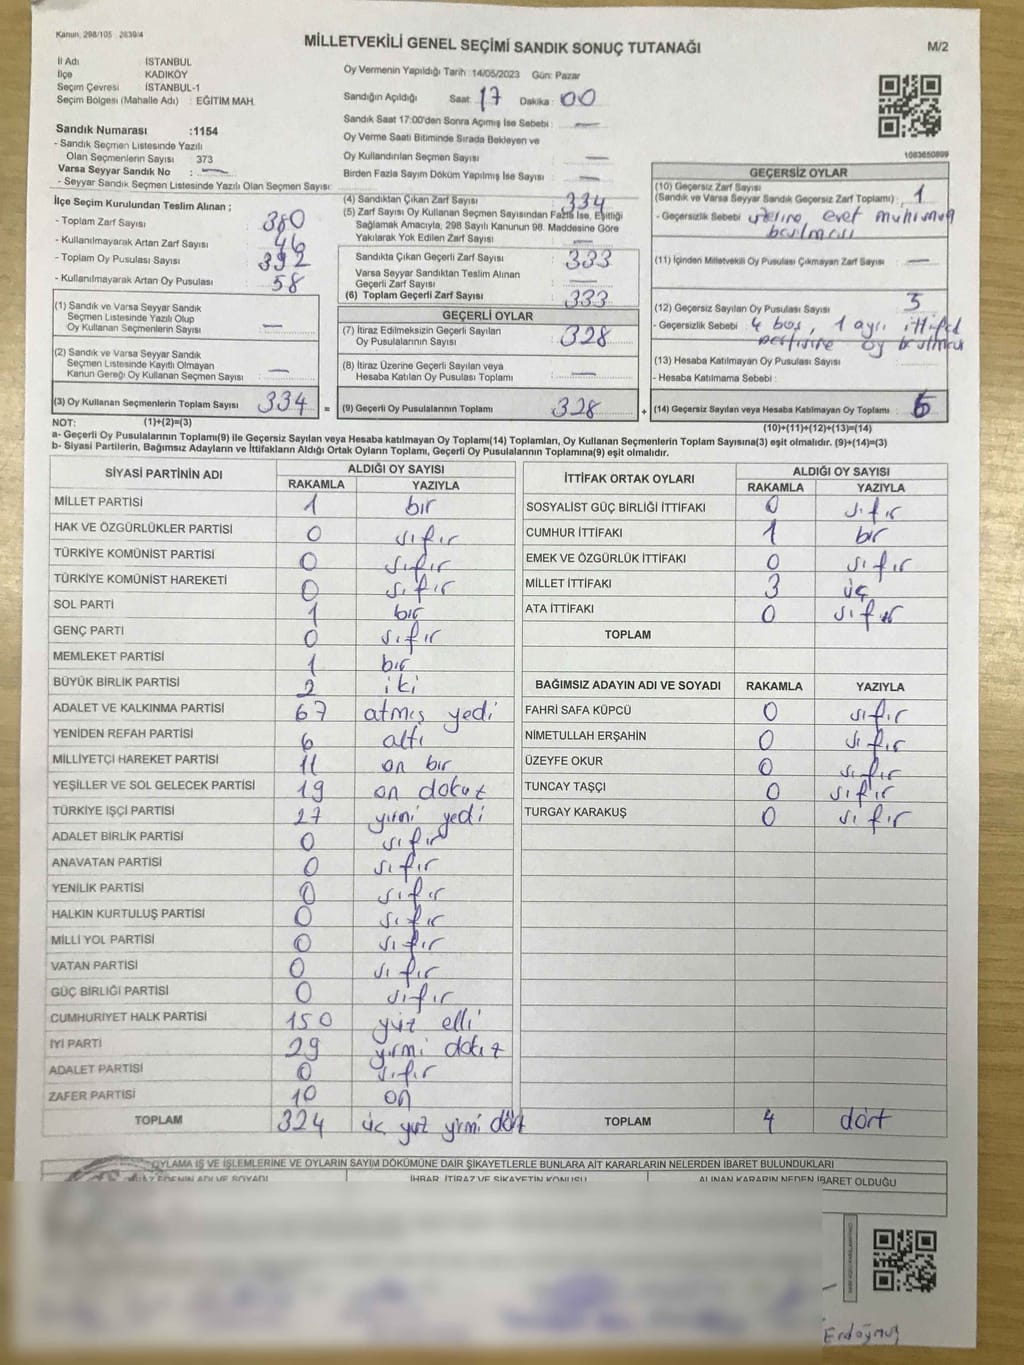 Kanun, 298/105 2839/4
MİLLETVEKİLİ GENEL SEÇİMİ SANDIK SONUÇ TUTANAĞI
M/2
İl Adı İSTANBUL
İlçe KADIKÖY
Seçim Çevresi İSTANBUL-1
Seçim Bölgesi (Mahalle Adı) : EĞİTİM MAH.
Sandık Numarası :1154
- Sandık Seçmen Listesinde Yazılı
Olan Seçmenlerin Sayısı 373
Varsa Seyyar Sandık No : —
- Seyyar Sandık Seçmen Listesinde Yazılı Olan Seçmen Sayısı:
Oy Vermenin Yapıldığı Tarih :14/05/2023 Gün: Pazar
Sandığın Açıldığı Saat: 17 Dakika: 00
Sandık Saat 17:00'den Sonra Açımış İse Sebebi : —
Oy Verme Saati Bitiminde Sırada Bekleyen ve
Oy Kullandırılan Seçmen Sayısı —
Birden Fazla Sayım Döküm Yapılmış İse Sayısı : —
1083650899
İlçe Seçim Kurulundan Teslim Alınan ;
- Toplam Zarf Sayısı : 380
- Kullanılmayarak Artan Zarf Sayısı : 46
- Toplam Oy Pusulası Sayısı : 392
- Kullanılmayarak Artan Oy Pusulası : 58
(1) Sandık ve Varsa Seyyar Sandık
Seçmen Listesinde Yazılı Olup
Oy Kullanan Seçmenlerin Sayısı —
(2) Sandık ve Varsa Seyyar Sandık
Seçmen Listesinde Kayıtlı Olmayan
Kanun Gereği Oy Kullanan Seçmen Sayısı : —
(3) Oy Kullanan Seçmenlerin Toplam Sayısı 334 =
(4) Sandıktan Çıkan Zarf Sayısı : 334
(5) Zarf Sayısı Oy Kullanan Seçmen Sayısından Fazla İse, Eşitliği
Sağlamak Amacıyla, 298 Sayılı Kanunun 98. Maddesine Göre
Yakılarak Yok Edilen Zarf Sayısı : —
Sandıkta Çıkan Geçerli Zarf Sayısı : 333
Varsa Seyyar Sandıktan Teslim Alınan
Geçerli Zarf Sayısı : —
(6) Toplam Geçerli Zarf Sayısı : 333
GEÇERLİ OYLAR
(7) İtiraz Edilmeksizin Geçerli Sayılan
Oy Pusulalarının Sayısı : 328
(8) İtiraz Üzerine Geçerli Sayılan veya
Hesaba Katılan Oy Pusulası Toplamı : —
(9) Geçerli Oy Pusulalarının Toplamı : 328 +
GEÇERSİZ OYLAR
(10) Geçersiz Zarf Sayısı
(Sandık ve Varsa Seyyar Sandık Geçersiz Zarf Toplamı) : 1
- Geçersizlik Sebebi : üzerine evet mührünün
basılması
(11) İçinden Milletvekili Oy Pusulası Çıkmayan Zarf Sayısı : —
(12) Geçersiz Sayılan Oy Pusulası Sayısı : 5
- Geçersizlik Sebebi : 4 boş, 1 ayrı ittifak
partisine oy
(13) Hesaba Katılmayan Oy Pusulası Sayısı :
- Hesaba Katılmama Sebebi :
(14) Geçersiz Sayılan veya Hesaba Katılmayan Oy Toplamı : 6
NOT: (1)+(2)=(3) (10)+(11)+(12)+(13)=(14)
a- Geçerli Oy Pusulalarının Toplamı(9) ile Geçersiz Sayılan veya Hesaba katılmayan Oy Toplamı(14) Toplamları, Oy Kullanan Seçmenlerin Toplam Sayısına(3) eşit olmalıdır. (9)+(14)=(3)
b- Siyasi Partilerin, Bağımsız Adayların ve İttifakların Aldığı Ortak Oyların Toplamı, Geçerli Oy Pusulalarının Toplamına(9) eşit olmalıdır.
SİYASİ PARTİNİN ADI ALDIĞI OY SAYISI
RAKAMLA YAZIYLA
MİLLET PARTİSİ 1 bir
HAK VE ÖZGÜRLÜKLER PARTİSİ 0 sıfır
TÜRKİYE KOMÜNİST PARTİSİ 0 sıfır
TÜRKİYE KOMÜNİST HAREKETİ 0 sıfır
SOL PARTİ 1 bir
GENÇ PARTİ 0 sıfır
MEMLEKET PARTİSİ 1 bir
BÜYÜK BİRLİK PARTİSİ 2 iki
ADALET VE KALKINMA PARTİSİ 67 atmış yedi
YENİDEN REFAH PARTİSİ 6 altı
MİLLİYETÇİ HAREKET PARTİSİ 11 on bir
YEŞİLLER VE SOL GELECEK PARTİSİ 19 on dokuz
TÜRKİYE İŞÇİ PARTİSİ 27 yirmi yedi
ADALET BİRLİK PARTİSİ 0 sıfır
ANAVATAN PARTİSİ 0 sıfır
YENİLİK PARTİSİ 0 sıfır
HALKIN KURTULUŞ PARTİSİ 0 sıfır
MİLLİ YOL PARTİSİ 0 sıfır
VATAN PARTİSİ 0 sıfır
GÜÇ BİRLİĞİ PARTİSİ 0 sıfır
CUMHURİYET HALK PARTİSİ 150 yüz elli
İYİ PARTİ 29 yirmi dokuz
ADALET PARTİSİ 0 sıfır
ZAFER PARTİSİ 10 on
TOPLAM 324 üç yüz yirmi dört
İTTİFAK ORTAK OYLARI ALDIĞI OY SAYISI
RAKAMLA YAZIYLA
SOSYALİST GÜÇ BİRLİĞİ İTTİFAKI 0 sıfır
CUMHUR İTTİFAKI 1 bir
EMEK VE ÖZGÜRLÜK İTTİFAKI 0 sıfır
MİLLET İTTİFAKI 3 üç
ATA İTTİFAKI 0 sıfır
TOPLAM
BAĞIMSIZ ADAYIN ADI VE SOYADI RAKAMLA YAZIYLA
FAHRİ SAFA KÜPCÜ 0 sıfır
NİMETULLAH ERŞAHİN 0 sıfır
ÜZEYFE OKUR 0 sıfır
TUNCAY TAŞÇI 0 sıfır
TURGAY KARAKUŞ 0 sıfır
TOPLAM 4 dört
OYLAMA İŞ VE İŞLEMLERİNE VE OYLARIN SAYIM DÖKÜMÜNE DAİR ŞİKAYETLERLE BUNLARA AİT KARARLARIN NELERDEN İBARET BULUNDUKLARI
ADI VE SOYADI İHBAR, İTİRAZ VE ŞİKAYETİN KONUSU ALINAN KARARIN NEDEN İBARET OLDUĞU
Erdoğmuş